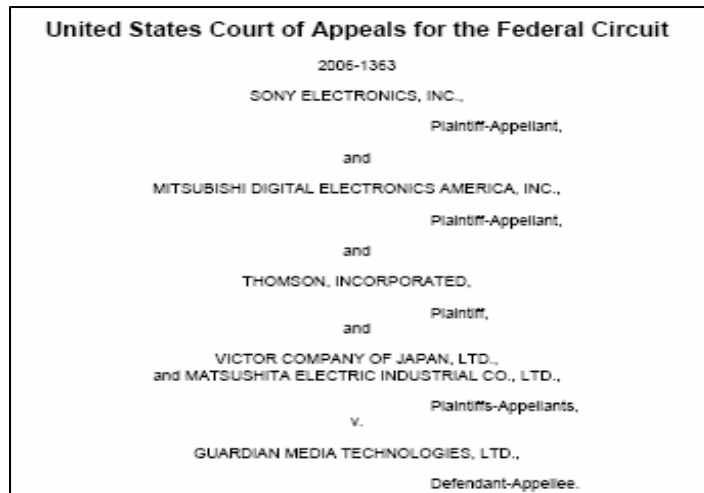 United States Court of Appeals for the Federal Circuit
2006-1363
SONY ELECTRONICS, INC.,
Plaintiff-Appellant,
and
MITSUBISHI DIGITAL ELECTRONICS AMERICA, INC.,
Plaintiff-Appellant,
and
THOMSON, INCORPORATED,
Plaintiff,
and
VICTOR COMPANY OF JAPAN, LTD.,
and MATSUSHITA ELECTRIC INDUSTRIAL CO., LTD.,
Plaintiffs-Appellants,
v.
GUARDIAN MEDIA TECHNOLOGIES, LTD.,
Defendant-Appellee.